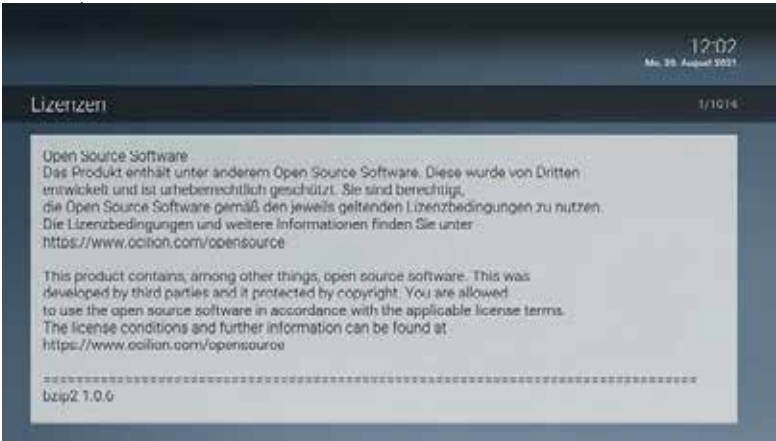 12:02
Mo, 30. August 2021
Lizenzen
1/1014
Open Source Software
Das Produkt enthält unter anderem Open Source Software. Diese wurde von Dritten
entwickelt und ist urheberrechtlich geschützt. Sie sind berechtigt,
die Open Source Software gemäß den jeweils geltenden Lizenzbedingungen zu nutzen.
Die Lizenzbedingungen und weitere Informationen finden Sie unter
https://www.ocilion.com/opensource
This product contains, among other things, open source software. This was
developed by third parties and it protected by copyright. You are allowed
to use the open source software in accordance with the applicable license terms.
The license conditions and further information can be found at
https://www.ocilion.com/opensource
================================================================================
bzip2 1.0.6